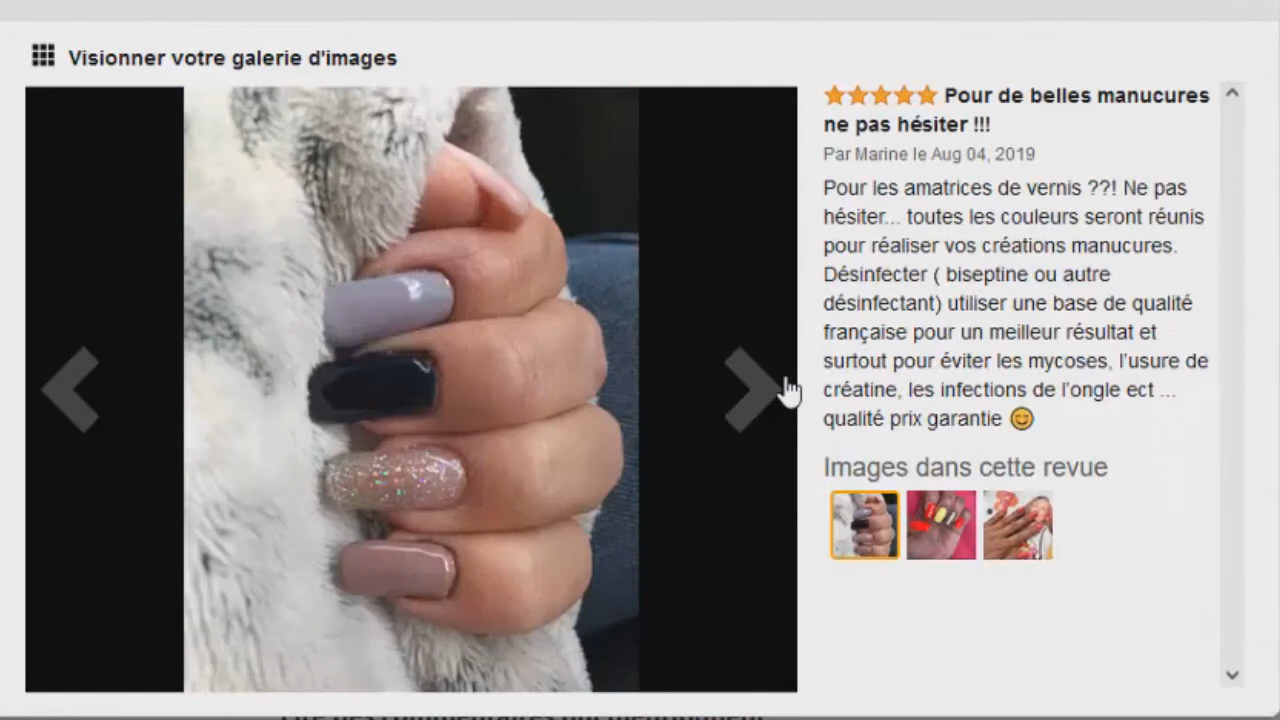 Visionner votre galerie d'images
Pour de belles manucures
ne pas hésiter !!!
Par Marine le Aug 04, 2019
Pour les amatrices de vernis ??! Ne pas
hésiter... toutes les couleurs seront réunis
pour réaliser vos créations manucures.
Désinfecter ( biseptine ou autre
désinfectant) utiliser une base de qualité
française pour un meilleur résultat et
surtout pour éviter les mycoses, l'usure de
créatine, les infections de l'ongle ect ...
qualité prix garantie 😊
Images dans cette revue